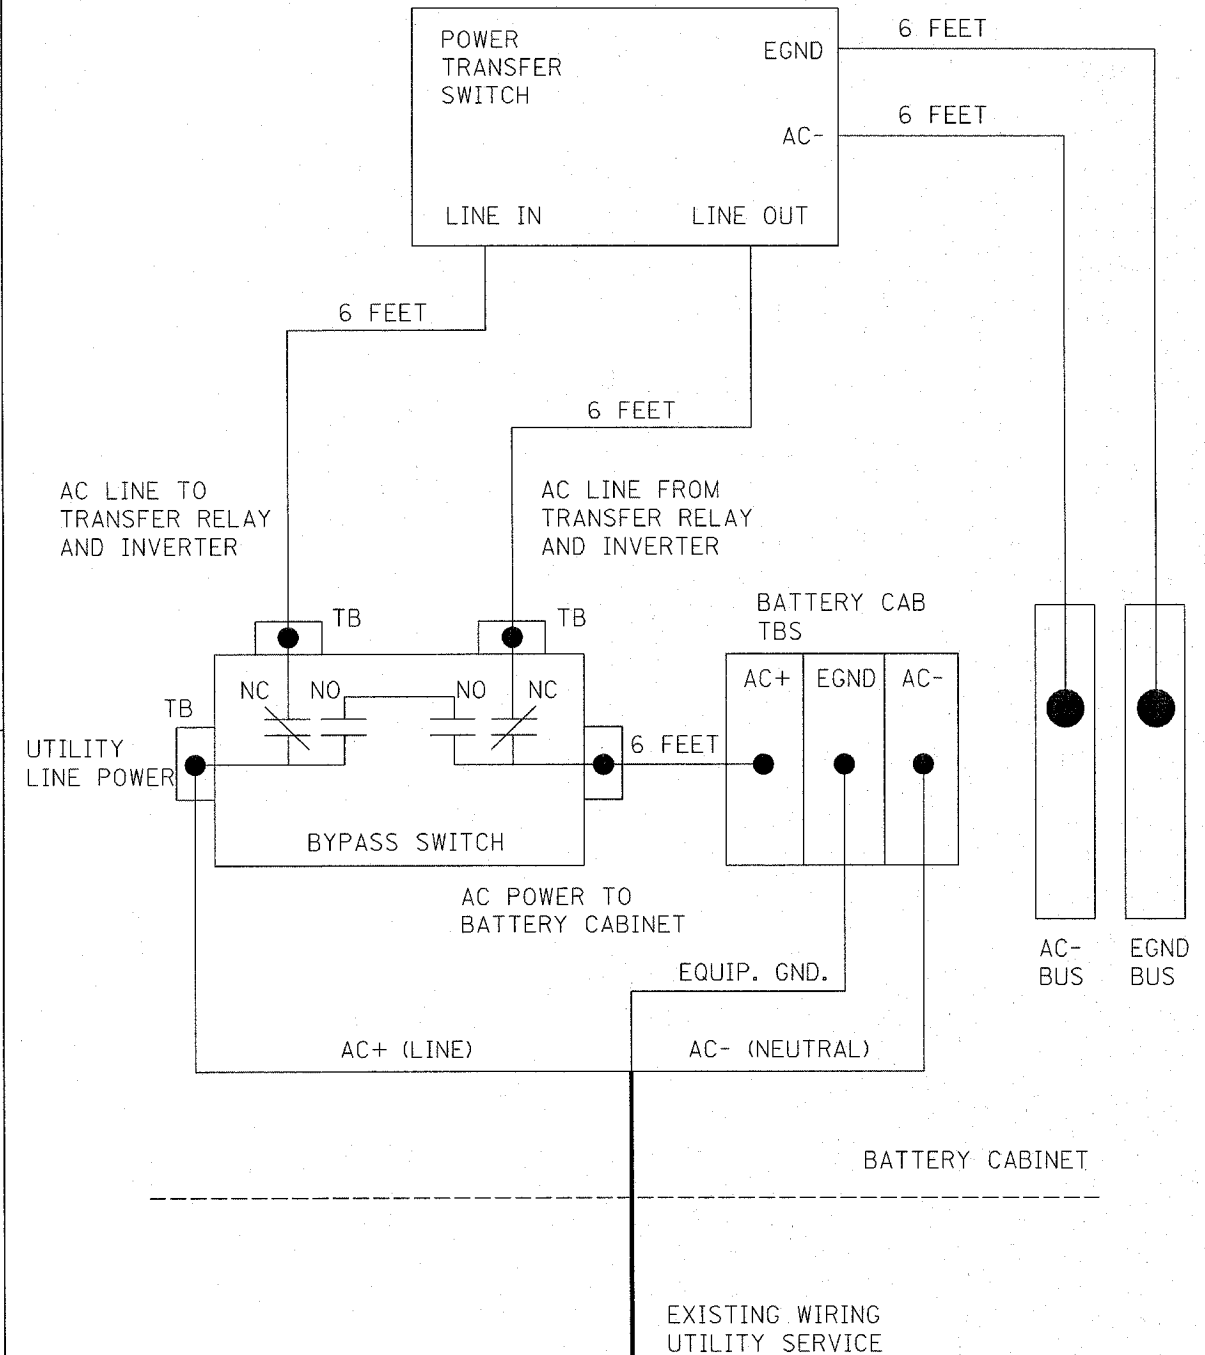 POWER
TRANSFER
SWITCH
EGND
6 FEET
AC-
6 FEET
LINE IN
LINE OUT
6 FEET
6 FEET
AC LINE TO
TRANSFER RELAY
AND INVERTER
AC LINE FROM
TRANSFER RELAY
AND INVERTER
TB
TB
BATTERY CAB
TBS
NC
NO
NO
NC
AC+
EGND
AC-
TB
UTILITY
LINE POWER
6 FEET
BYPASS SWITCH
AC POWER TO
BATTERY CABINET
AC-
BUS
EGND
BUS
EQUIP. GND.
AC+ (LINE)
AC- (NEUTRAL)
BATTERY CABINET
EXISTING WIRING
UTILITY SERVICE